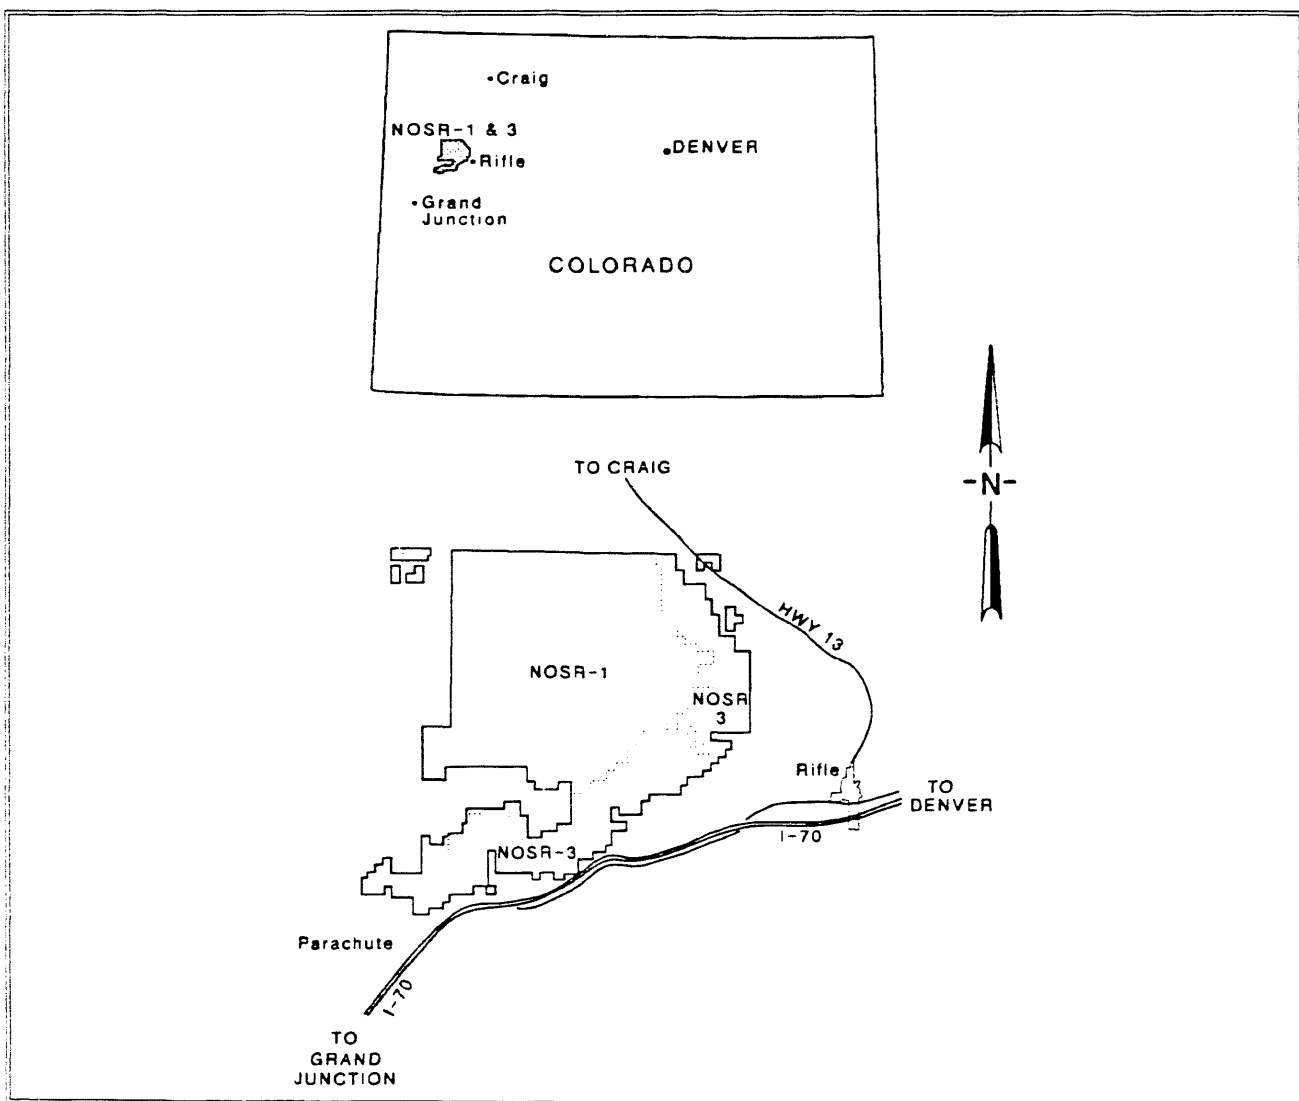 Craig
NOSR-1 & 3
Rifle
DENVER
Grand
Junction
COLORADO
TO CRAIG
-N-
HWY 13
NOSR-1
NOSR
3
Rifle
TO
DENVER
I-70
NOSR-3
Parachute
I-70
TO
GRAND
JUNCTION